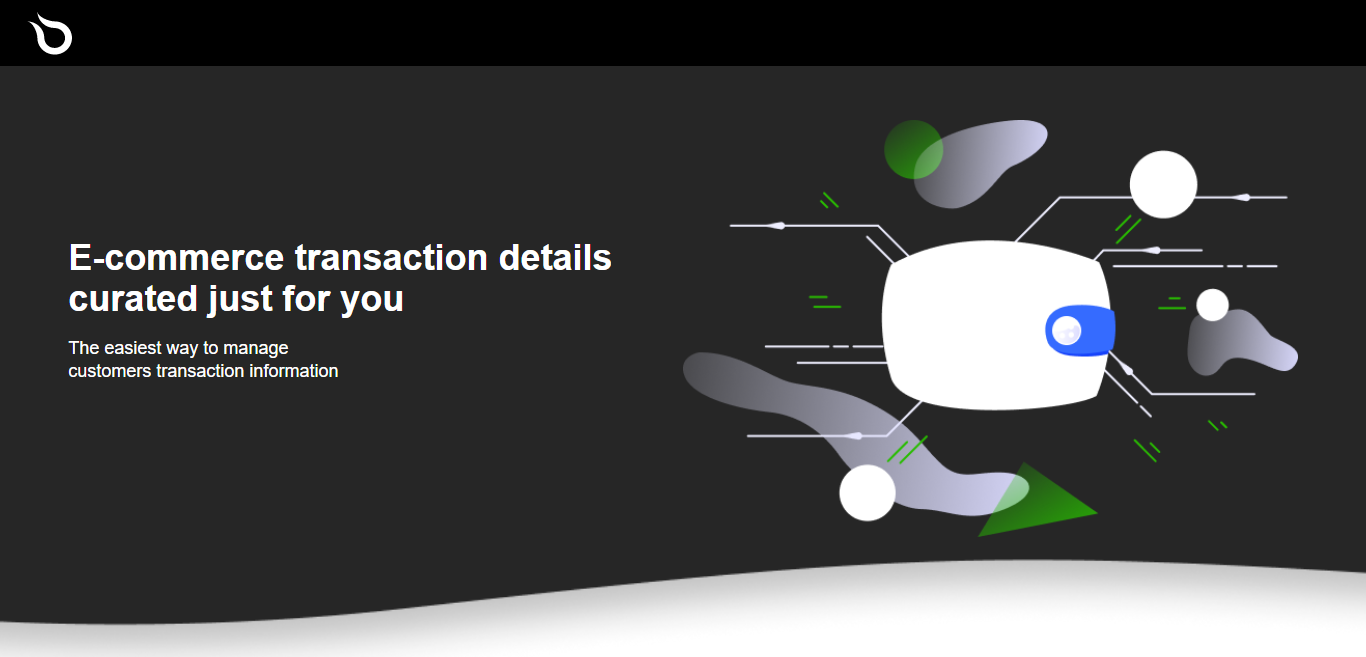 E-commerce transaction details
curated just for you
The easiest way to manage
customers transaction information